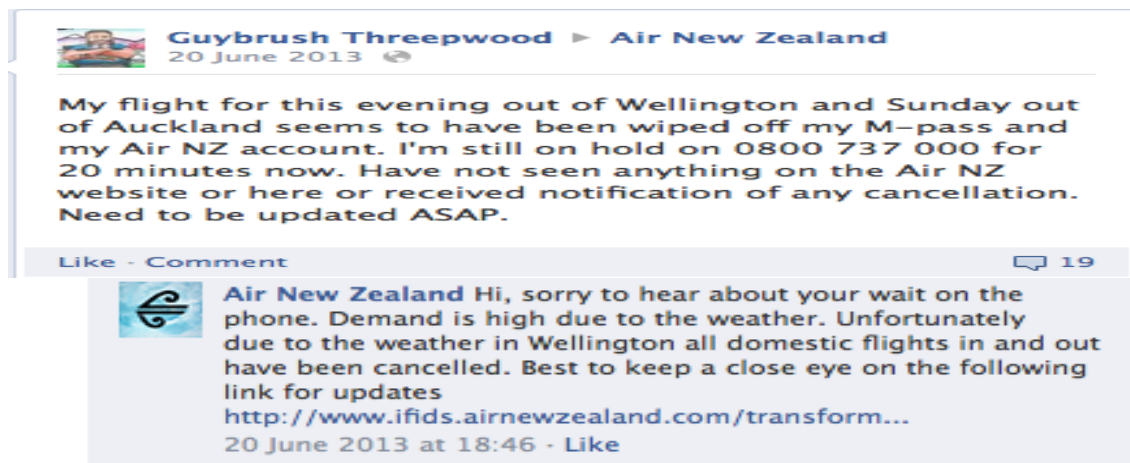 Guybrush Threepwood ▶ Air New Zealand
20 June 2013
My flight for this evening out of Wellington and Sunday out
of Auckland seems to have been wiped off my M-pass and
my Air NZ account. I'm still on hold on 0800 737 000 for
20 minutes now. Have not seen anything on the Air NZ
website or here or received notification of any cancellation.
Need to be updated ASAP.
Like · Comment 19
Air New Zealand Hi, sorry to hear about your wait on the
phone. Demand is high due to the weather. Unfortunately
due to the weather in Wellington all domestic flights in and out
have been cancelled. Best to keep a close eye on the following
link for updates
http://www.ifids.airnewzealand.com/transform...
20 June 2013 at 18:46 · Like